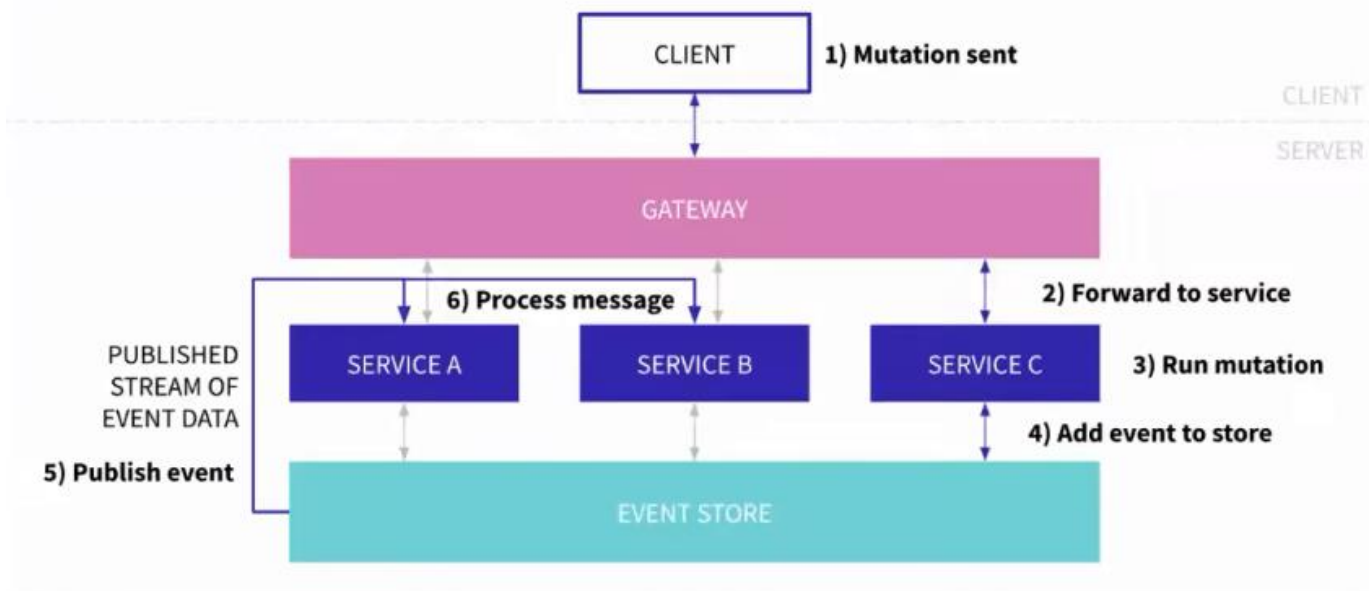 CLIENT
1) Mutation sent
CLIENT
SERVER
GATEWAY
6) Process message
2) Forward to service
PUBLISHED
STREAM OF
EVENT DATA
SERVICE A
SERVICE B
SERVICE C
3) Run mutation
4) Add event to store
5) Publish event
EVENT STORE